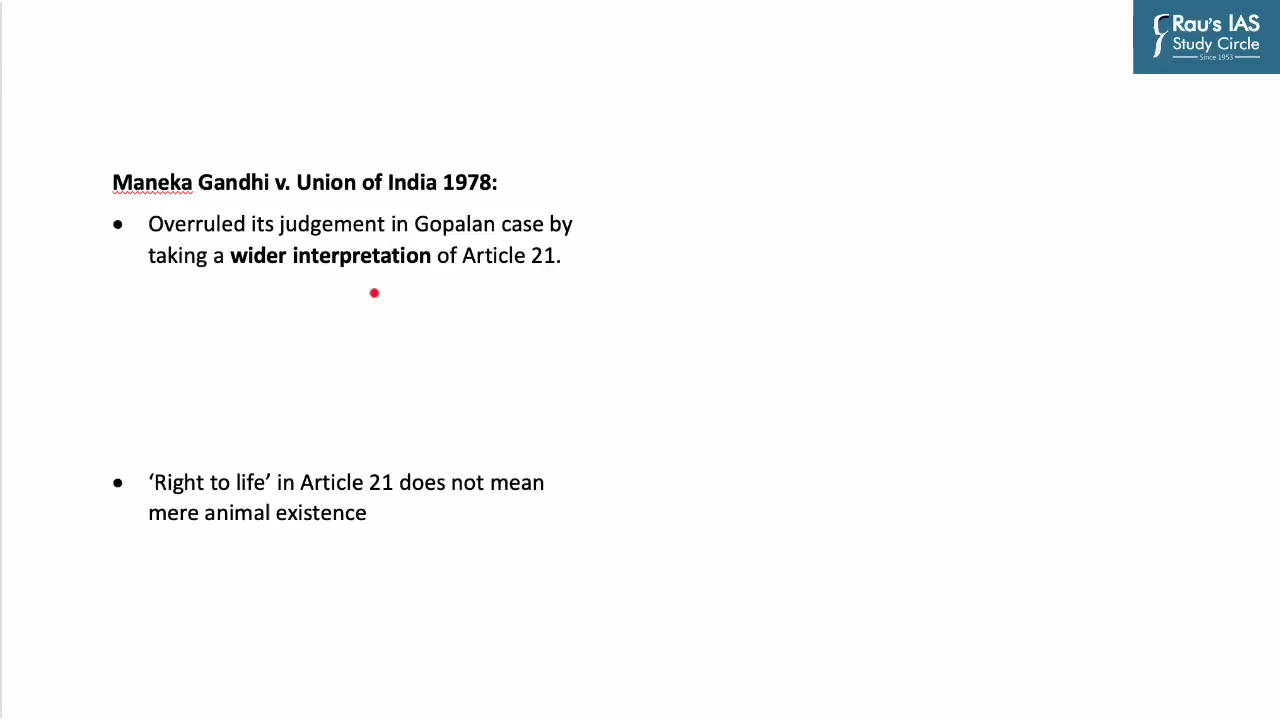 Rau's IAS
Study Circle
Since 1953
Maneka Gandhi v. Union of India 1978:
• Overruled its judgement in Gopalan case by
taking a wider interpretation of Article 21.
• ‘Right to life’ in Article 21 does not mean
mere animal existence